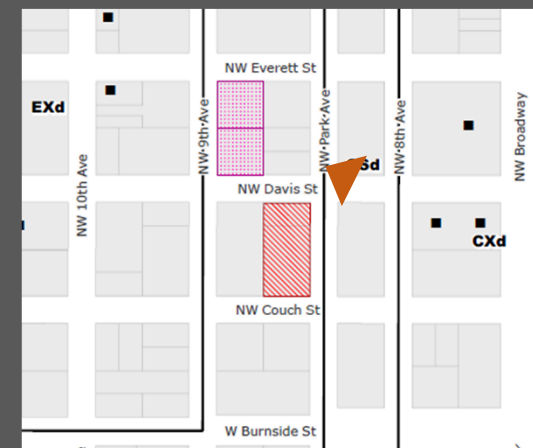 NW Everett St
EXd
NW 9th Ave
NW Park Ave
NW 8th Ave
NW Broadway
NW 10th Ave
Sd
NW Davis St
CXd
NW Couch St
W Burnside St